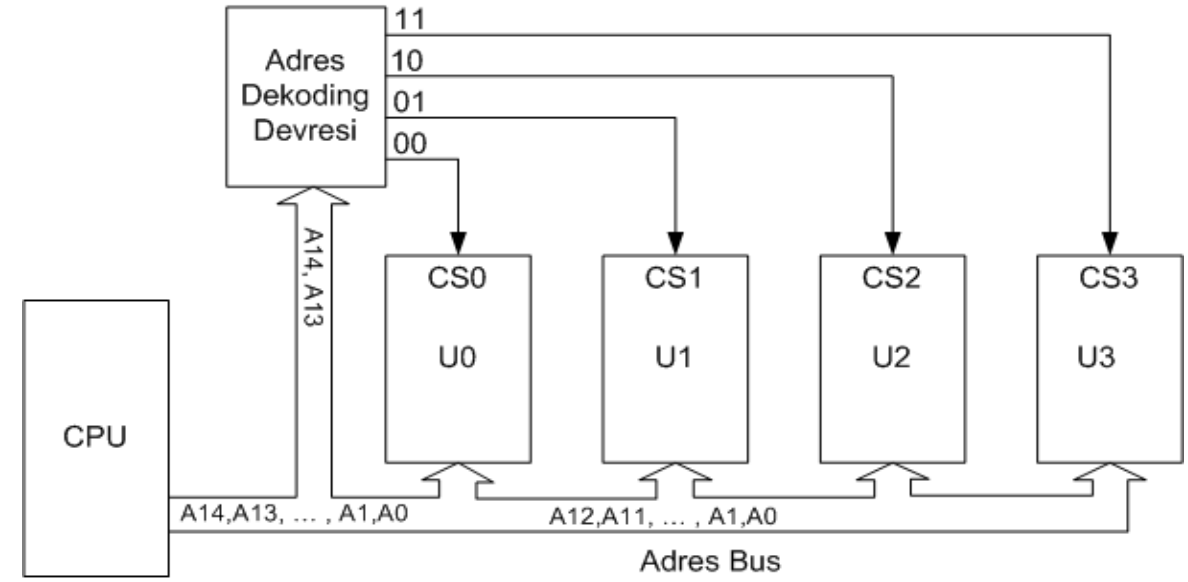 11
10
01
00
Adres
Dekoding
Devresi
A14, A13
CS0
CS1
CS2
CS3
U0
U1
U2
U3
CPU
A14,A13, ... , A1,A0
A12,A11, ... , A1,A0
Adres Bus